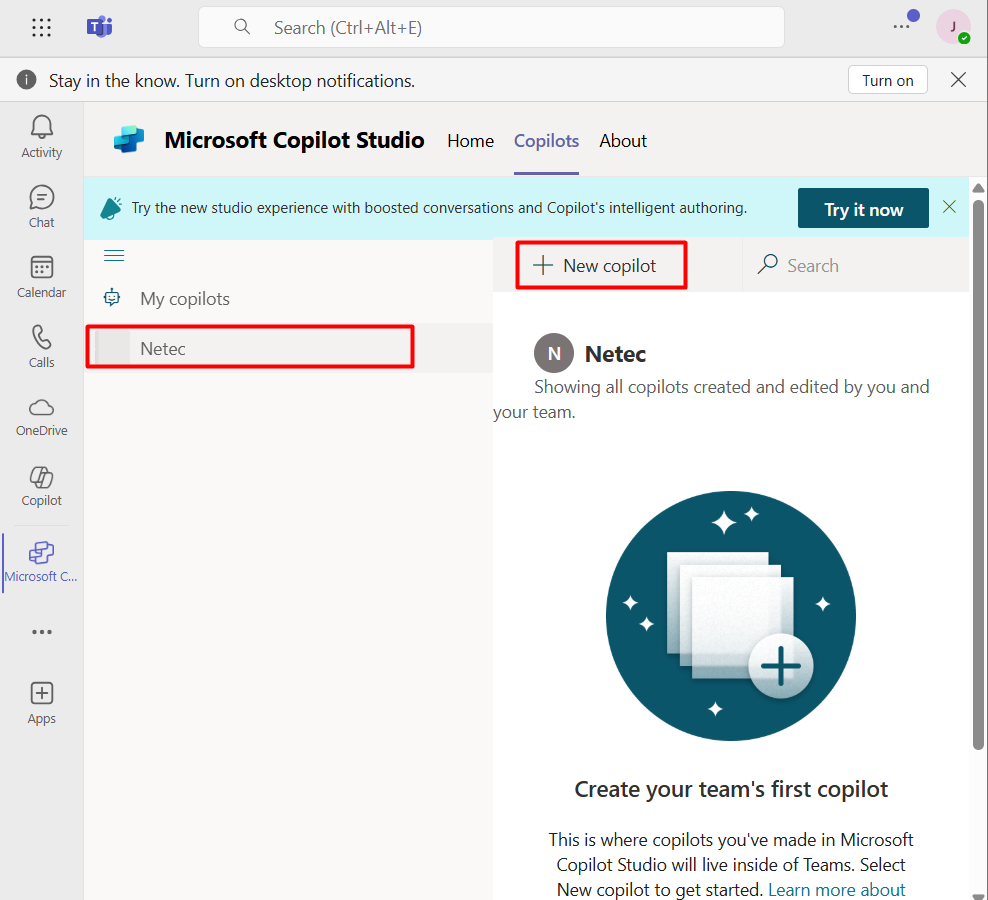 Search (Ctrl+Alt+E)
J
Stay in the know. Turn on desktop notifications.
Turn on
Activity
Chat
Calendar
Calls
OneDrive
Copilot
Microsoft C...
Apps
Microsoft Copilot Studio
Home
Copilots
About
Try the new studio experience with boosted conversations and Copilot's intelligent authoring.
Try it now
My copilots
Netec
New copilot
Search
N
Netec
Showing all copilots created and edited by you and
your team.
Create your team's first copilot
This is where copilots you've made in Microsoft
Copilot Studio will live inside of Teams. Select
New copilot to get started. Learn more about